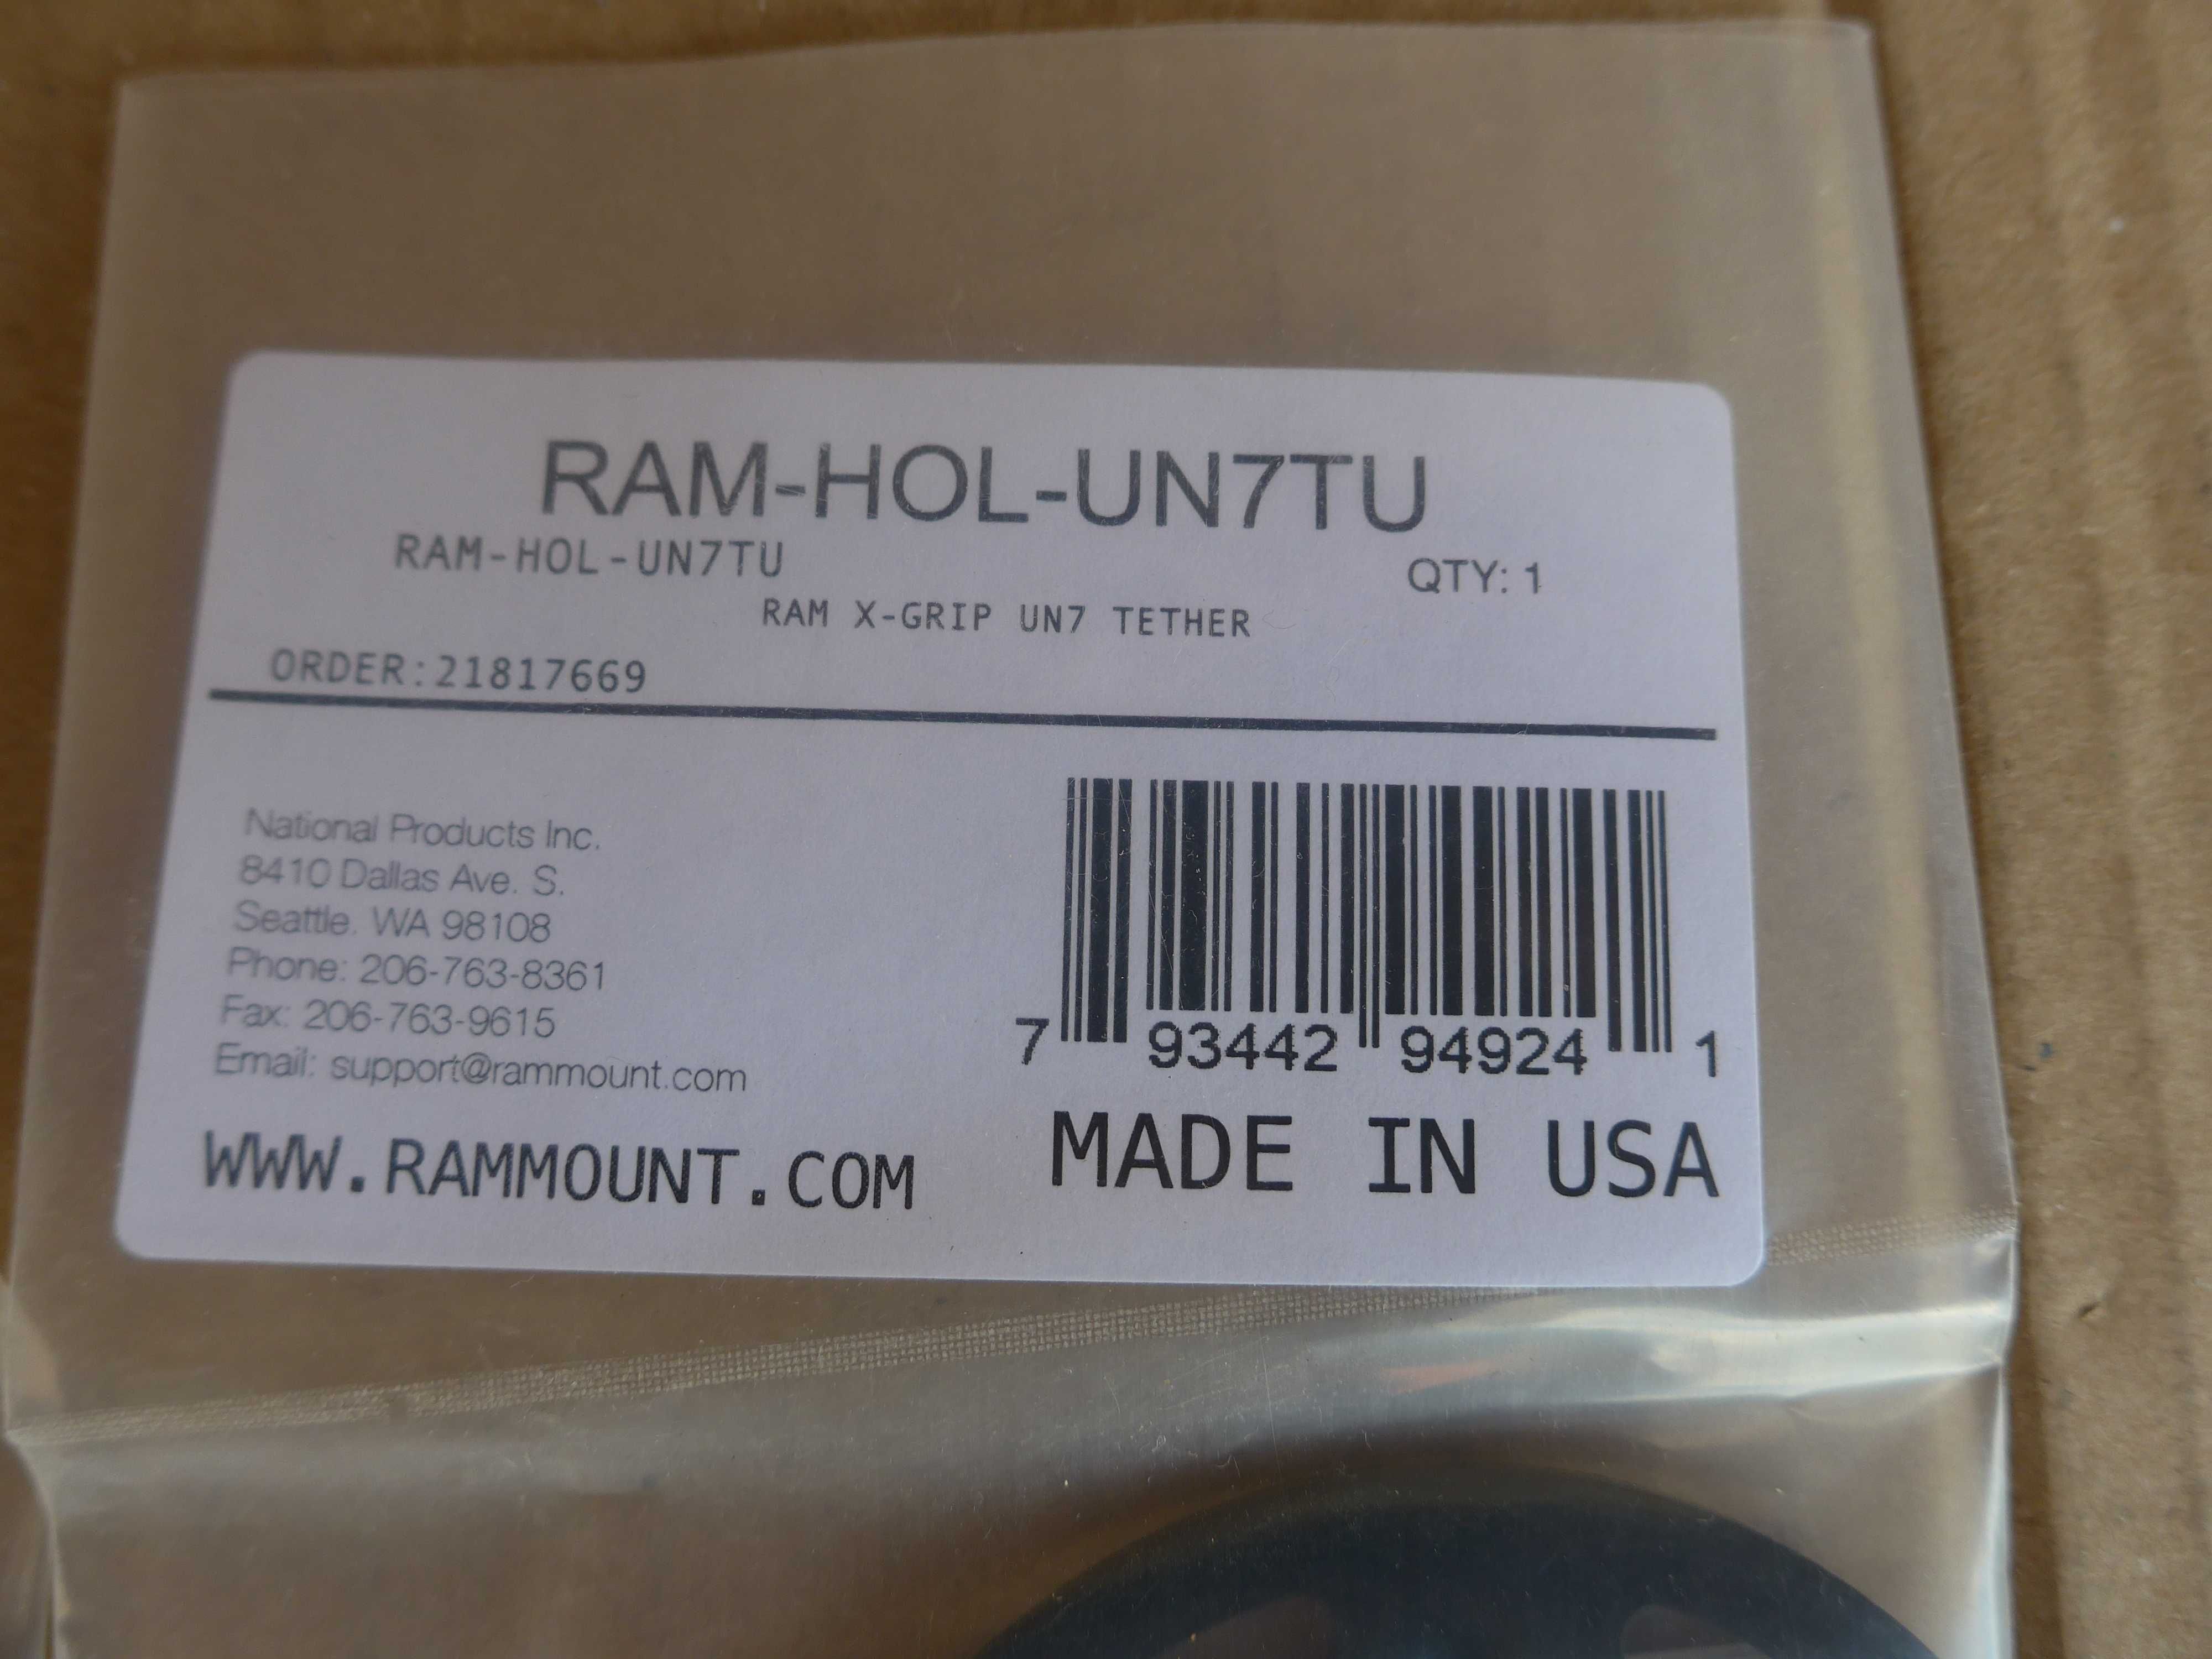 RAM-HOL-UN7TU
RAM-HOL-UN7TU
QTY: 1
RAM X-GRIP UN7 TETHER
ORDER:21817669
National Products Inc.
8410 Dallas Ave. S.
Seattle, WA 98108
Phone: 206-763-8361
Fax: 206-763-9615
Email: support@rammount.com
WWW.RAMMOUNT.COM
7 93442 94924 1
MADE IN USA